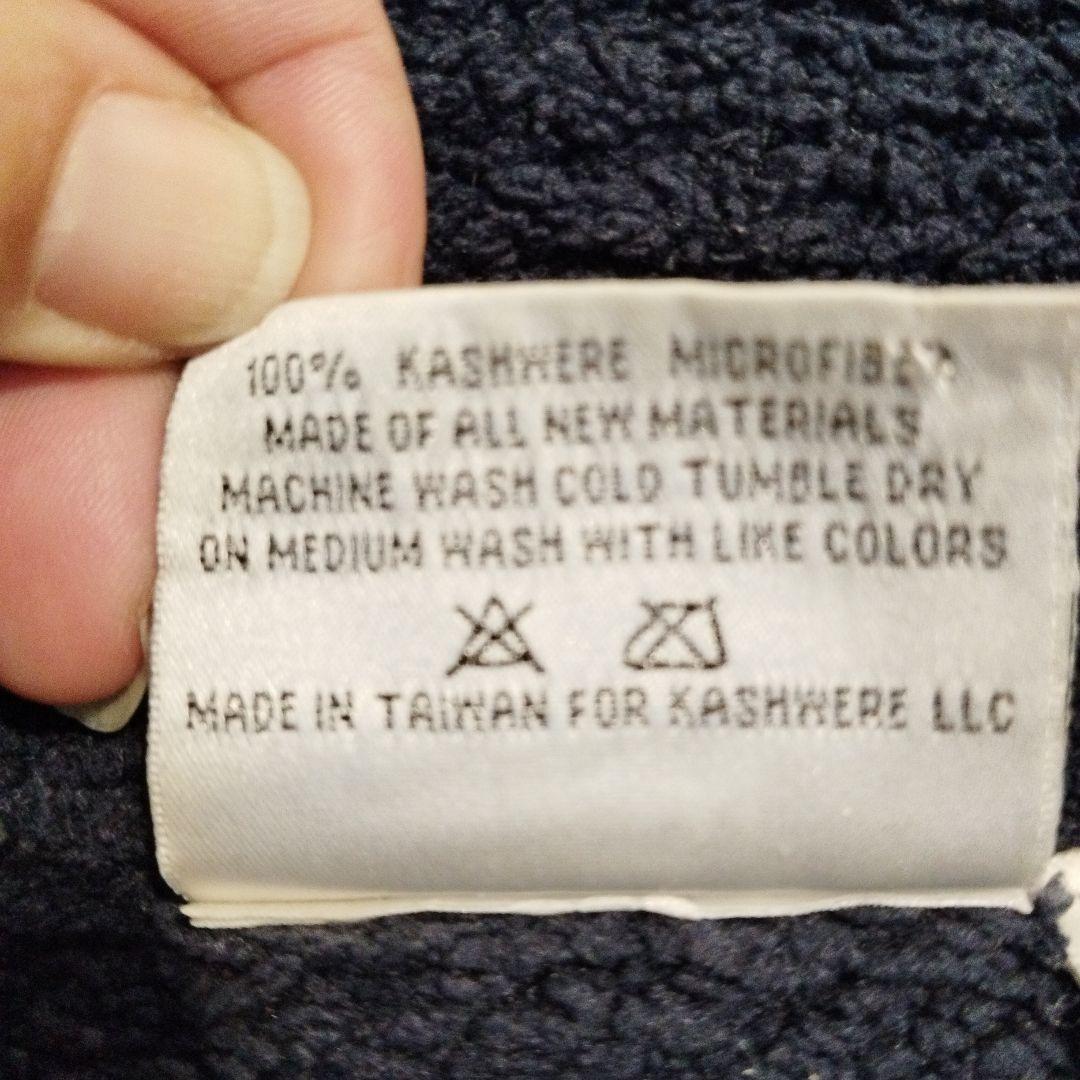 100% KASHWERE MICROFIBER
MADE OF ALL NEW MATERIALS
MACHINE WASH COLD TUMBLE DRY
ON MEDIUM WASH WITH LIKE COLORS
MADE IN TAIWAN FOR KASHWERE LLC